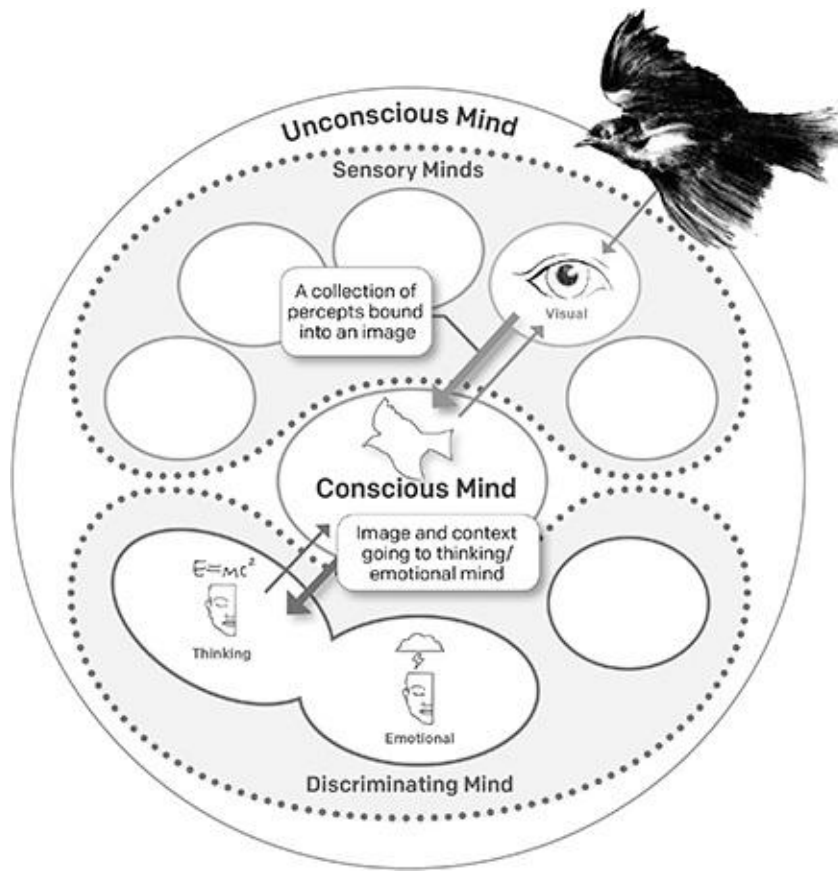 Unconscious Mind
Sensory Minds
A collection of
percepts bound
into an image
Visual
Conscious Mind
Image and context
going to thinking/
emotional mind
E=mc²
Thinking
Emotional
Discriminating Mind